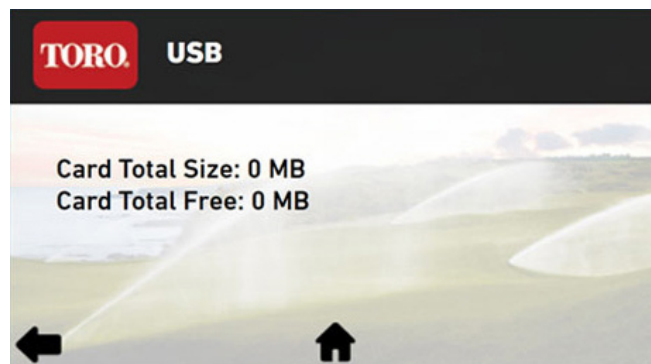 TORO.
USB
Card Total Size: 0 MB
Card Total Free: 0 MB